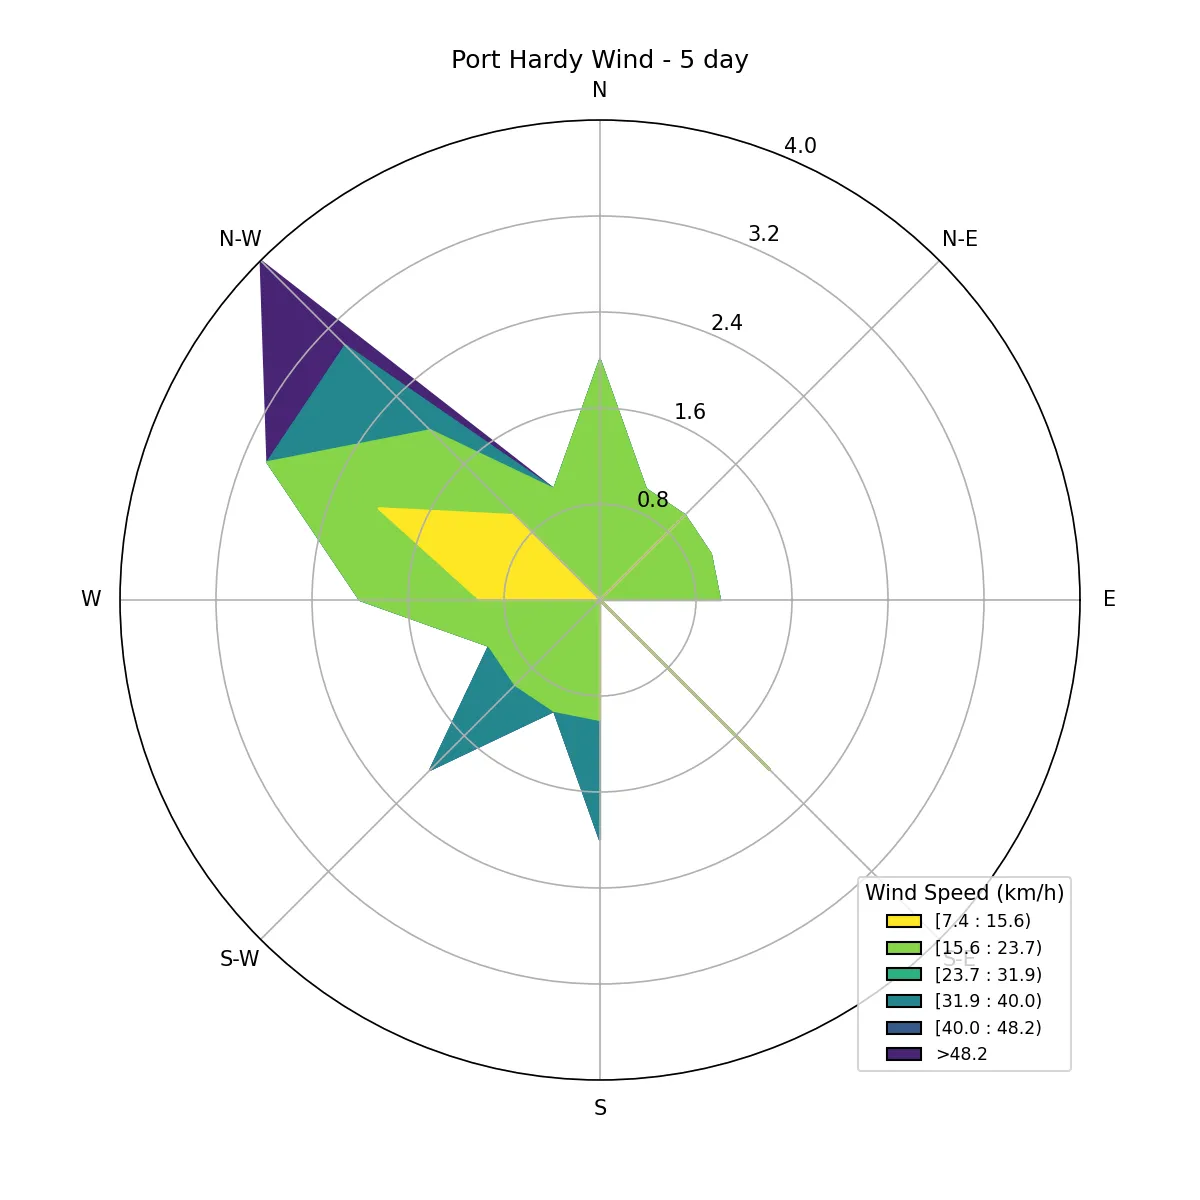 Port Hardy Wind - 5 day
N
4.0
N-W
N-E
3.2
2.4
1.6
0.8
W
E
Wind Speed (km/h)
[7.4 : 15.6)
[15.6 : 23.7)
S-W
S-E
[23.7 : 31.9)
[31.9 : 40.0)
[40.0 : 48.2)
>48.2
S